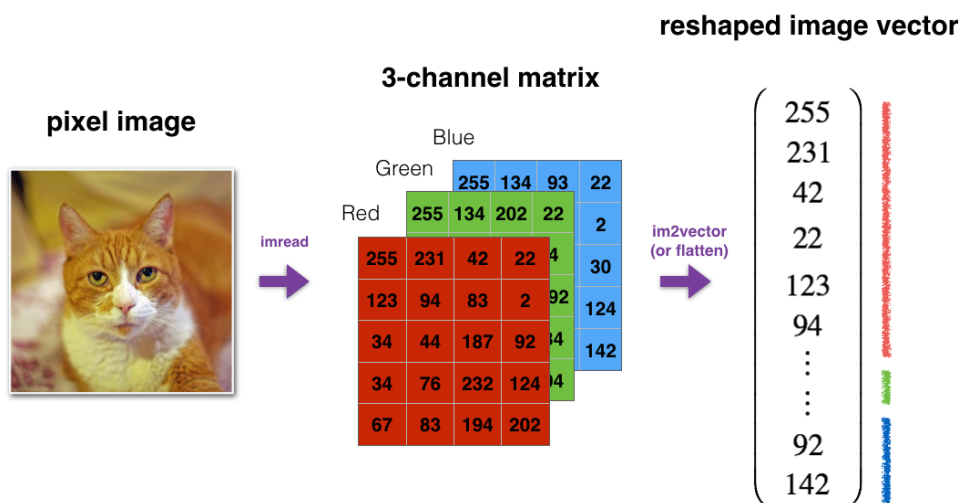 reshaped image vector
3-channel matrix
pixel image
Blue
Green
Red
255 134 93 22
2
30
124
142
255 134 202 22
4
92
34
94
255 231 42 22
123 94 83 2
34 44 187 92
34 76 232 124
67 83 194 202
imread
im2vector
(or flatten)
255
231
42
22
123
94
92
142